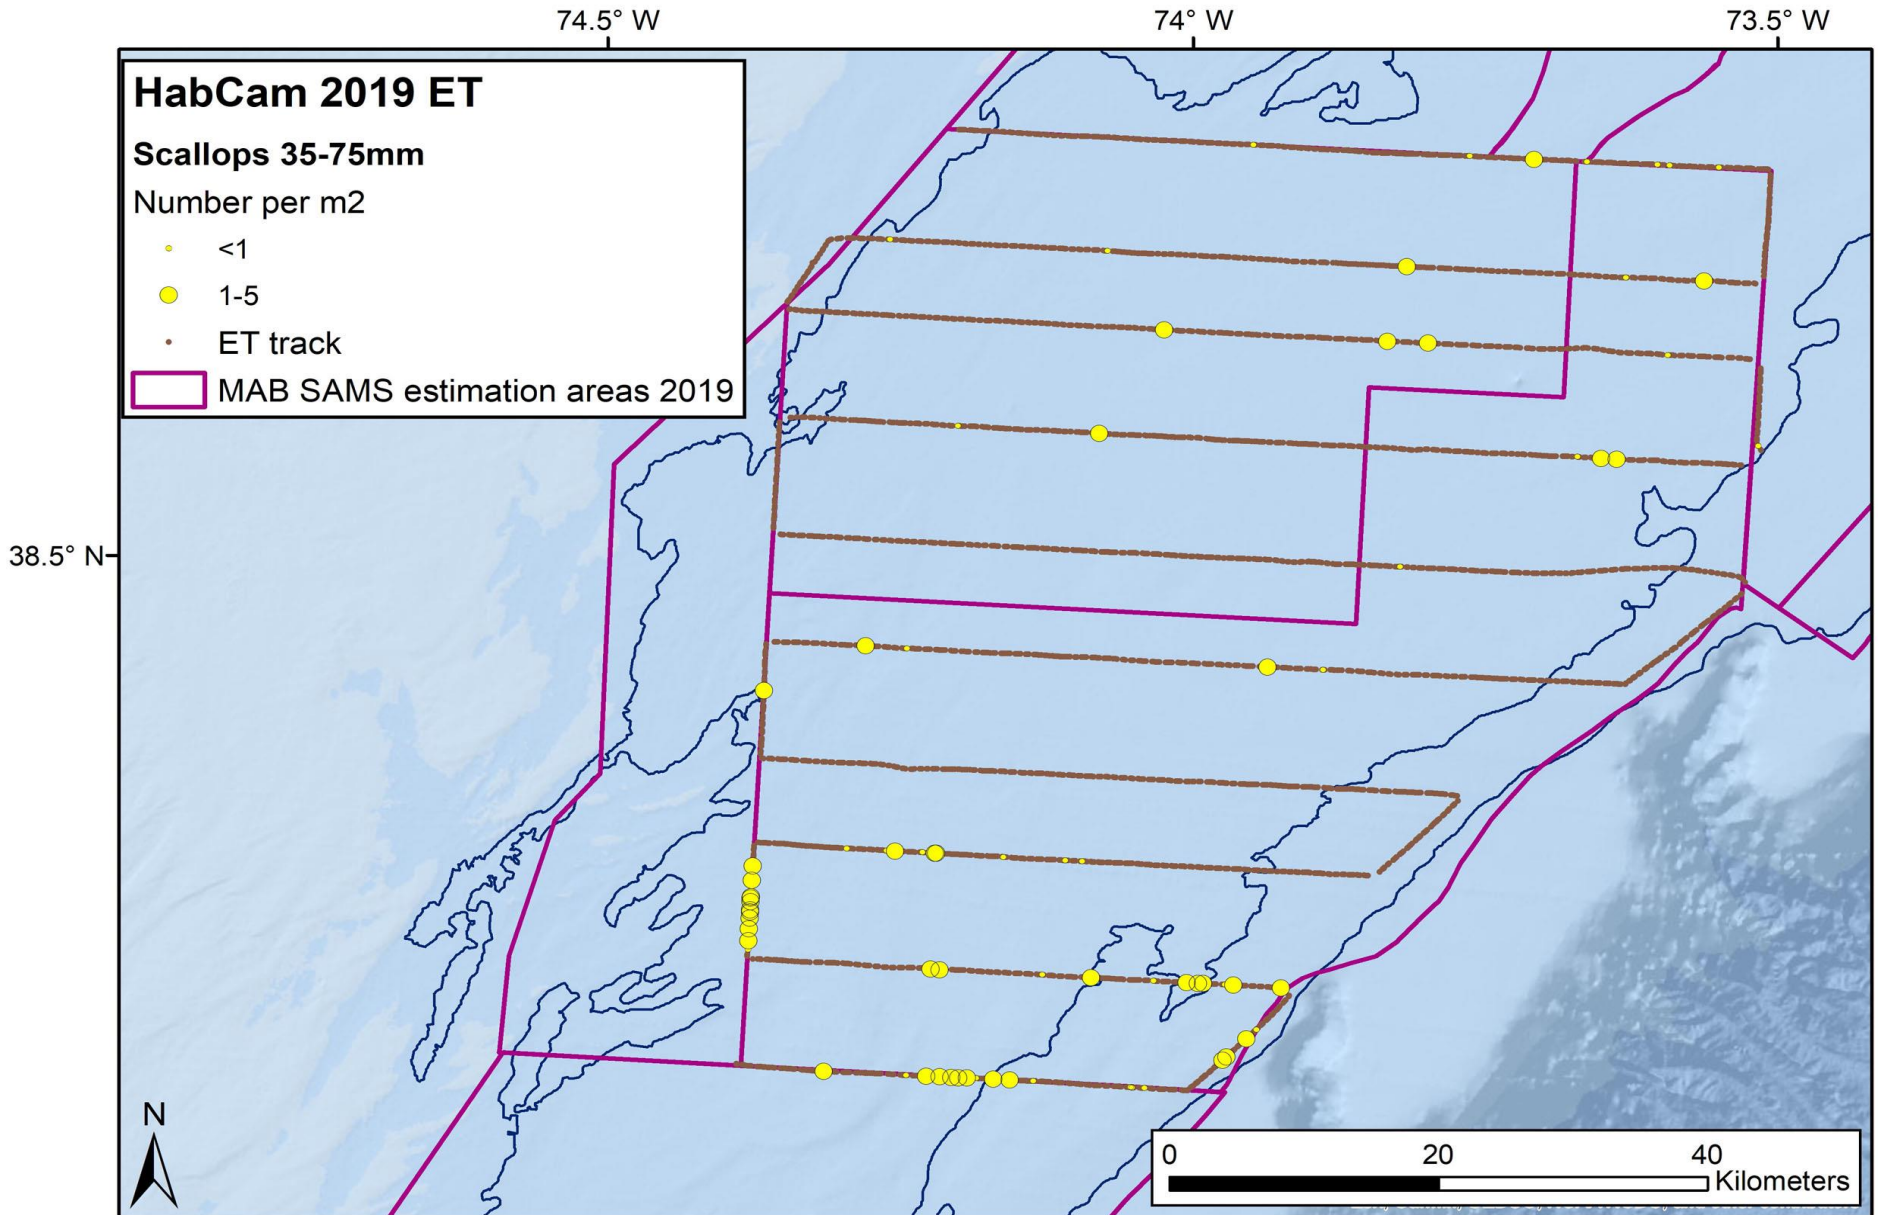 74.5° W
74° W
73.5° W
HabCam 2019 ET
Scallops 35-75mm
Number per m2
<1
1-5
ET track
MAB SAMS estimation areas 2019
38.5° N
N
0 20 40
Kilometers